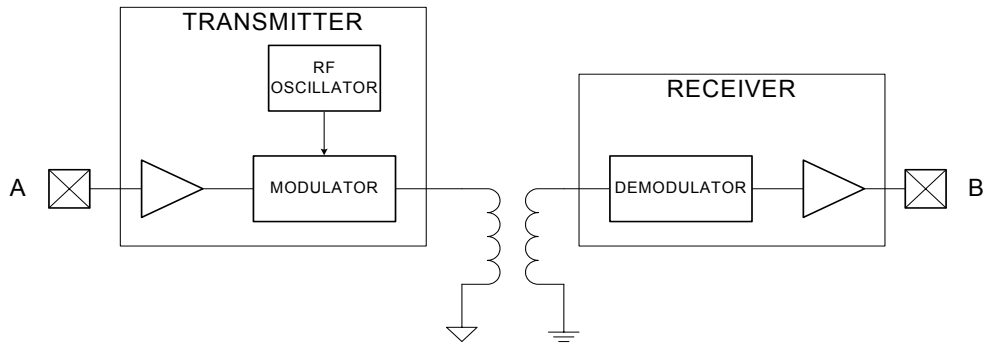 TRANSMITTER
RF
OSCILLATOR
RECEIVER
A
MODULATOR
DEMODULATOR
B